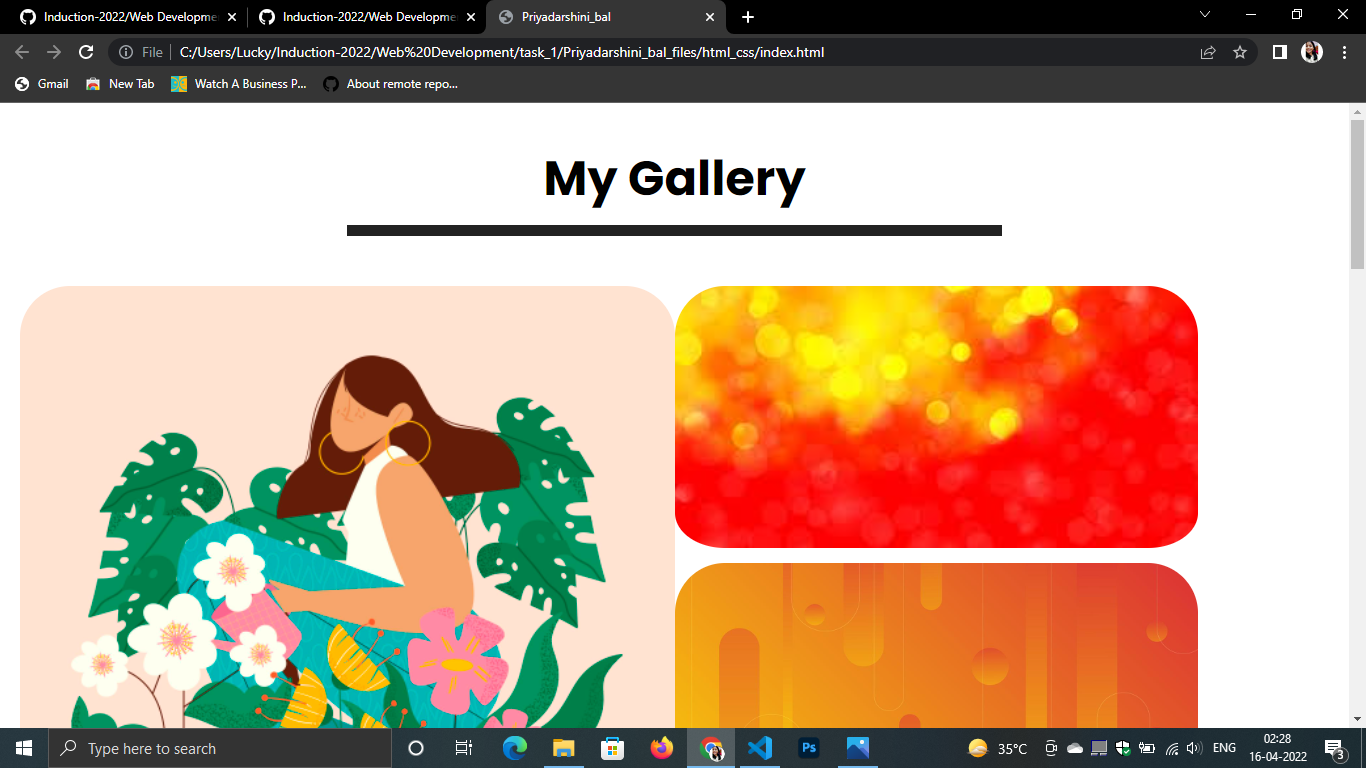 Induction-2022/Web Developme
Induction-2022/Web Developme
Priyadarshini_bal
File
C:/Users/Lucky/Induction-2022/Web%20Development/task_1/Priyadarshini_bal_files/html_css/index.html
Gmail
New Tab
Watch A Business P...
About remote repo...
My Gallery
Type here to search
Ps
35°C
ENG
02:28
16-04-2022
3